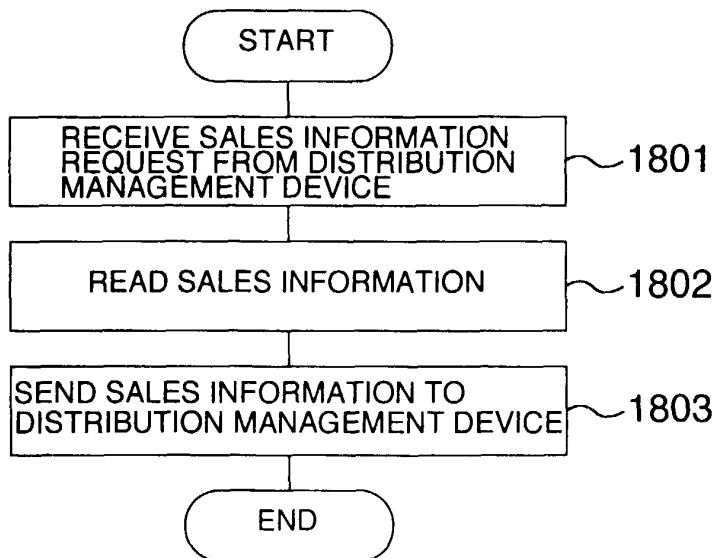 START
RECEIVE SALES INFORMATION
REQUEST FROM DISTRIBUTION
MANAGEMENT DEVICE
1801
READ SALES INFORMATION
1802
SEND SALES INFORMATION TO
DISTRIBUTION MANAGEMENT DEVICE
1803
END